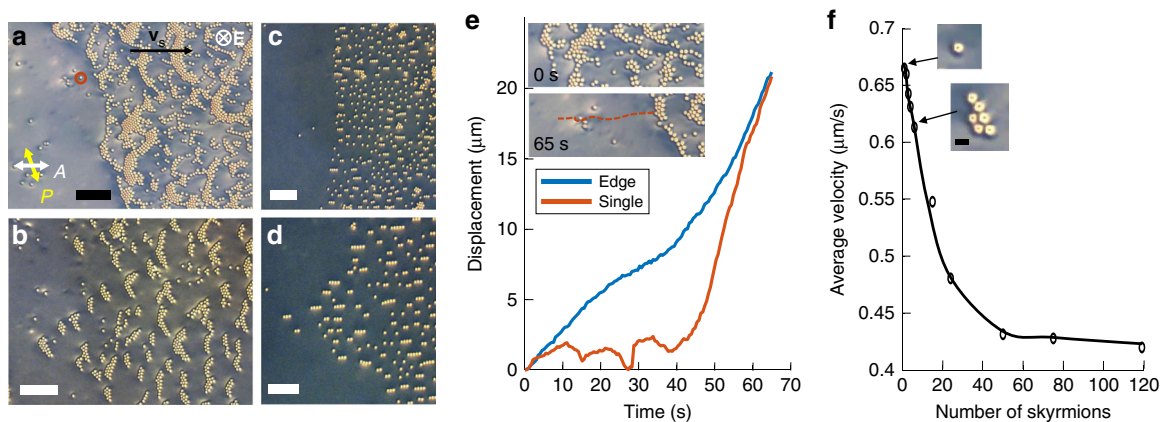 a
v_s
⊗E
A
P
b
c
d
e
0 s
65 s
Edge
Single
Displacement (μm)
20
15
10
5
0
0 10 20 30 40 50 60 70
Time (s)
f
Average velocity (μm/s)
0.7
0.65
0.6
0.55
0.5
0.45
0.4
0 20 40 60 80 100 120
Number of skyrmions